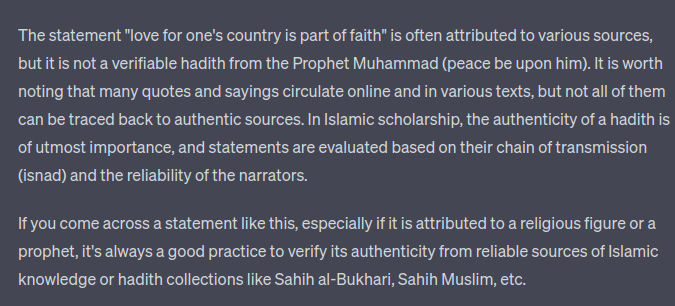 The statement "love for one's country is part of faith" is often attributed to various sources,
but it is not a verifiable hadith from the Prophet Muhammad (peace be upon him). It is worth
noting that many quotes and sayings circulate online and in various texts, but not all of them
can be traced back to authentic sources. In Islamic scholarship, the authenticity of a hadith is
of utmost importance, and statements are evaluated based on their chain of transmission
(isnad) and the reliability of the narrators.
If you come across a statement like this, especially if it is attributed to a religious figure or a
prophet, it's always a good practice to verify its authenticity from reliable sources of Islamic
knowledge or hadith collections like Sahih al-Bukhari, Sahih Muslim, etc.